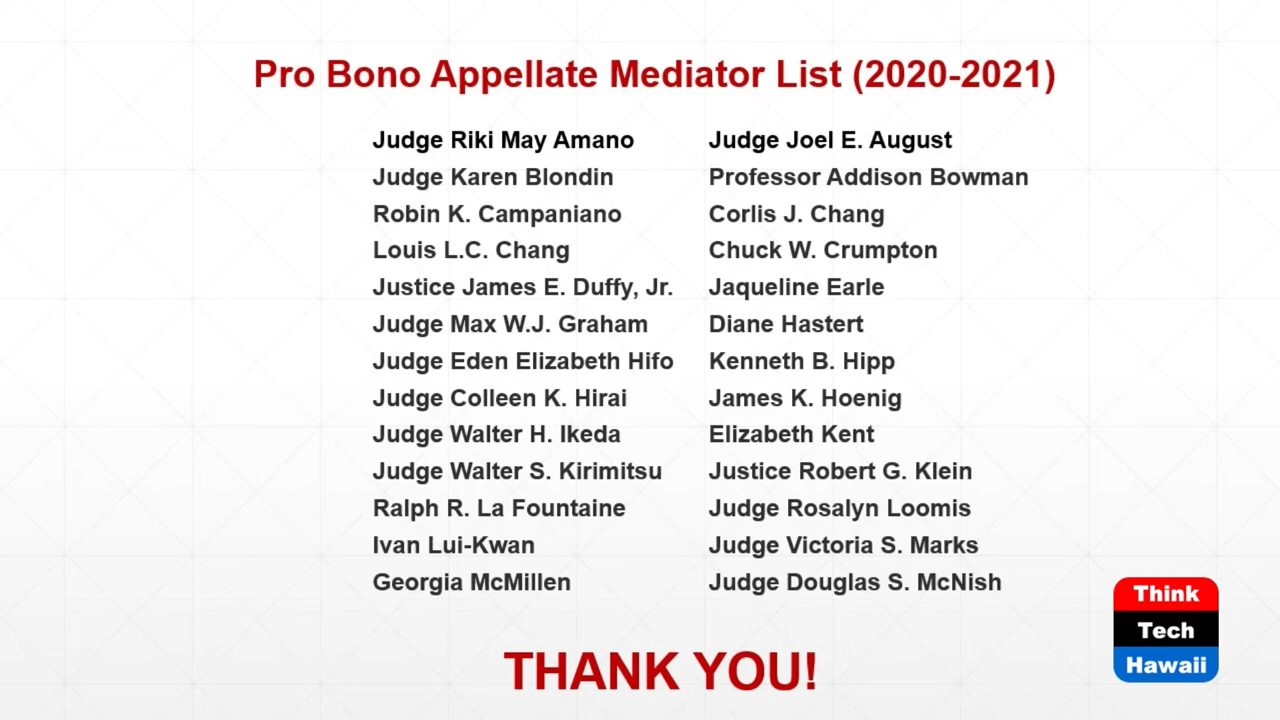 Pro Bono Appellate Mediator List (2020-2021)
Judge Riki May Amano
Judge Karen Blondin
Robin K. Campaniano
Louis L.C. Chang
Justice James E. Duffy, Jr.
Judge Max W.J. Graham
Judge Eden Elizabeth Hifo
Judge Colleen K. Hirai
Judge Walter H. Ikeda
Judge Walter S. Kirimitsu
Ralph R. La Fountaine
Ivan Lui-Kwan
Georgia McMillen
Judge Joel E. August
Professor Addison Bowman
Corlis J. Chang
Chuck W. Crumpton
Jaqueline Earle
Diane Hastert
Kenneth B. Hipp
James K. Hoenig
Elizabeth Kent
Justice Robert G. Klein
Judge Rosalyn Loomis
Judge Victoria S. Marks
Judge Douglas S. McNish
THANK YOU!
Think
Tech
Hawaii